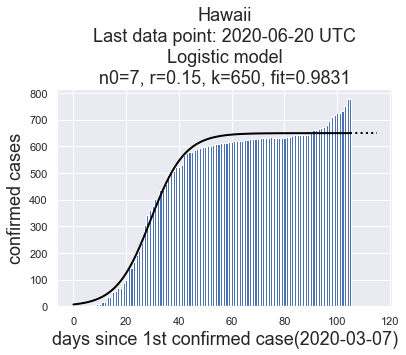 Hawaii
Last data point: 2020-06-20 UTC
Logistic model
n0=7, r=0.15, k=650, fit=0.9831
800
700
600
500
400
300
200
100
0
confirmed cases
0 20 40 60 80 100 120
days since 1st confirmed case(2020-03-07)